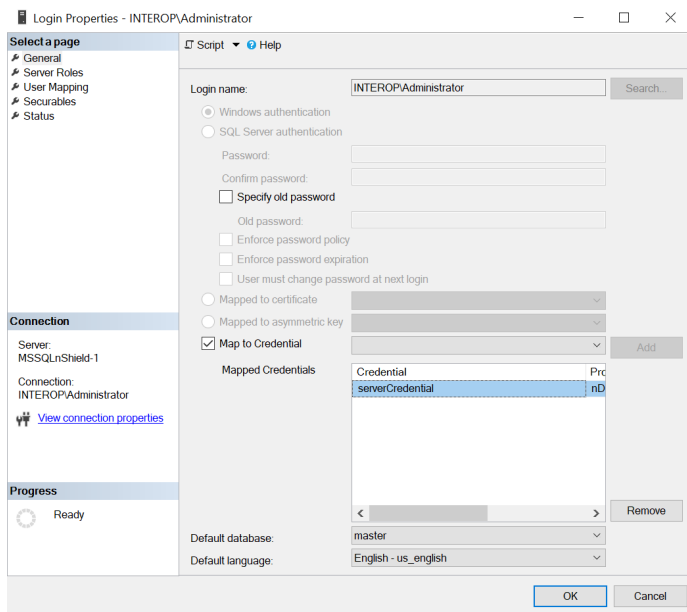 Login Properties - INTEROP\Administrator
Select a page
General
Server Roles
User Mapping
Securables
Status
Script
Help
Login name:
INTEROP\Administrator
Search...
Windows authentication
SQL Server authentication
Password:
Confirm password:
Specify old password
Old password:
Enforce password policy
Enforce password expiration
User must change password at next login
Mapped to certificate
Mapped to asymmetric key
Map to Credential
Add
Mapped Credentials
Credential
Pro
serverCredential
nD
Remove
Default database:
master
Default language:
English - us_english
Connection
Server:
MSSQLnShield-1
Connection:
INTEROP\Administrator
View connection properties
Progress
Ready
OK
Cancel